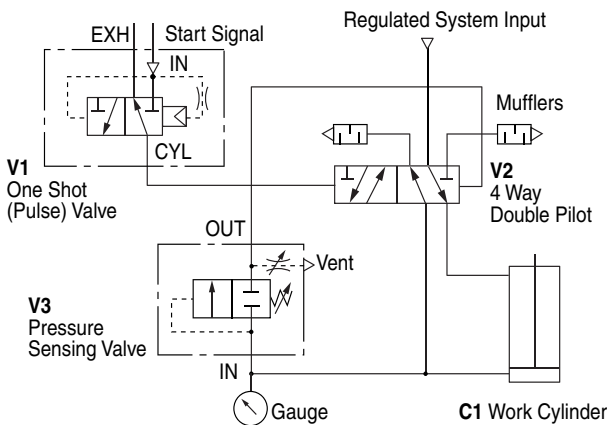 EXH
Start Signal
IN
CYL
V1
One Shot
(Pulse) Valve
Regulated System Input
Mufflers
V2
4 Way
Double Pilot
OUT
Vent
V3
Pressure
Sensing Valve
IN
Gauge
C1 Work Cylinder